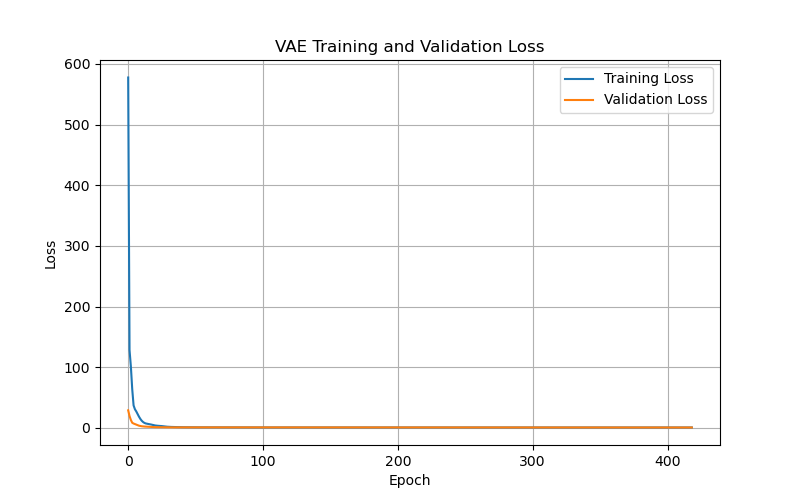 VAE Training and Validation Loss
600
500
400
300
200
100
0
Loss
Training Loss
Validation Loss
0
100
200
300
400
Epoch